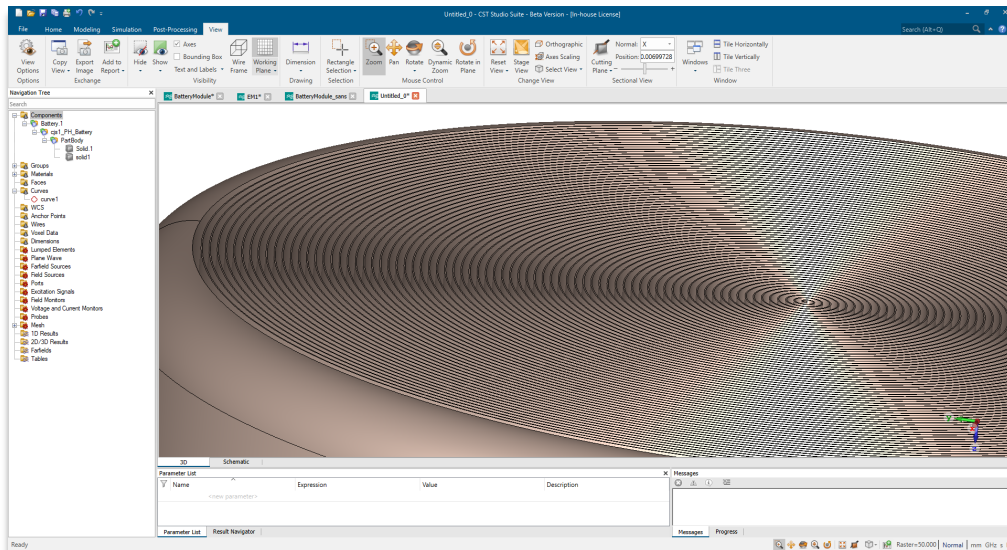 Untitled_0 - CST Studio Suite - Beta Version - [In-house License]
File Home Modeling Simulation Post-Processing View Search (Alt+Q)
View Options
Options
Copy View
Export Image
Add to Report
Exchange
Hide
Show
Axes
Bounding Box
Text and Labels
Visibility
Wire Frame
Working Plane
Dimension
Drawing
Rectangle Selection
Selection
Zoom
Pan
Rotate
Dynamic Zoom
Rotate in Plane
Mouse Control
Reset View
Stage View
Orthographic
Axes Scaling
Select View
Change View
Cutting Plane
Normal: X
Position: 0.00699728
Sectional View
Windows
Tile Horizontally
Tile Vertically
Tile Three
Window
Navigation Tree
Search
Components
Battery.1
cjs1_PH_Battery
PartBody
Solid.1
solid1
Groups
Materials
Faces
Curves
curve1
WCS
Anchor Points
Wires
Voxel Data
Dimensions
Lumped Elements
Plane Wave
Farfield Sources
Field Sources
Ports
Excitation Signals
Field Monitors
Voltage and Current Monitors
Probes
Mesh
1D Results
2D/3D Results
Farfields
Tables
BatteryModule* EM1* BatteryModule_sans Untitled_0*
3D Schematic
Parameter List
Name Expression Value Description
<new parameter>
Parameter List Result Navigator
Messages
Messages Progress
Ready
Raster=50.000 Normal mm GHz